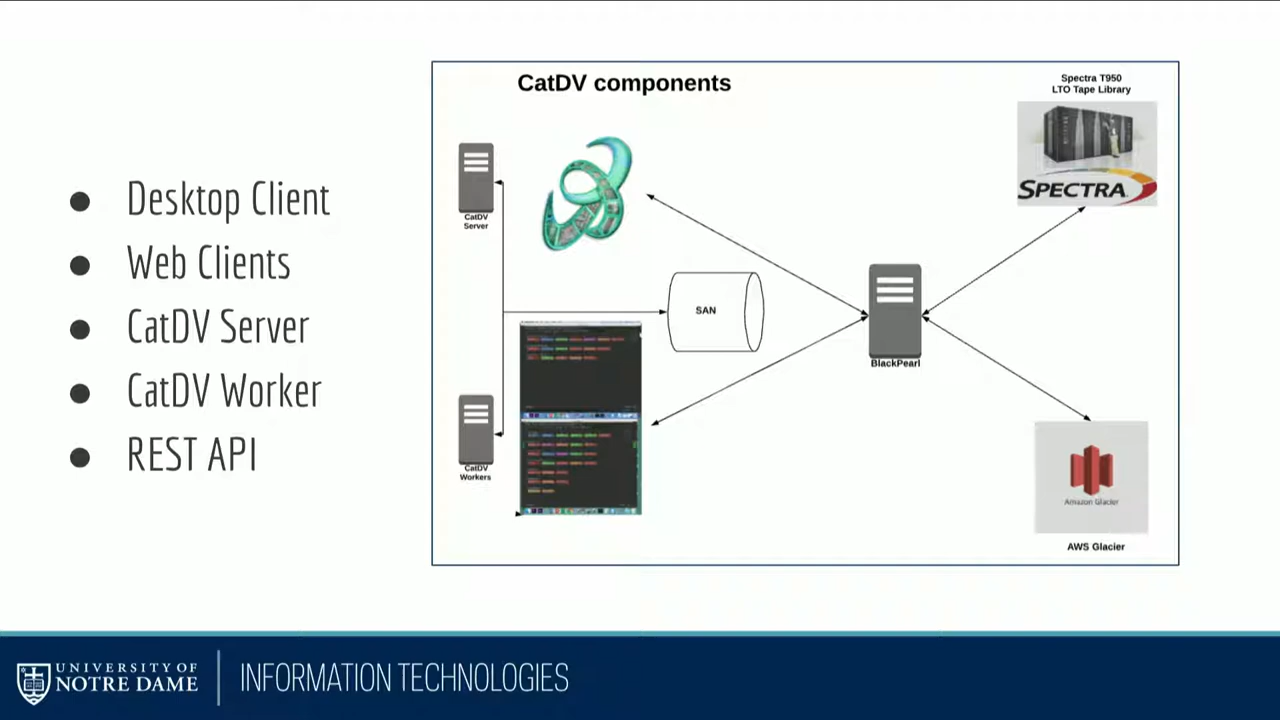 Desktop Client
Web Clients
CatDV Server
CatDV Worker
REST API
CatDV components
CatDV
Server
SAN
CatDV
Workers
BlackPearl
Spectra T950
LTO Tape Library
SPECTRA
Amazon Glacier
AWS Glacier
UNIVERSITY OF
NOTRE DAME
INFORMATION TECHNOLOGIES